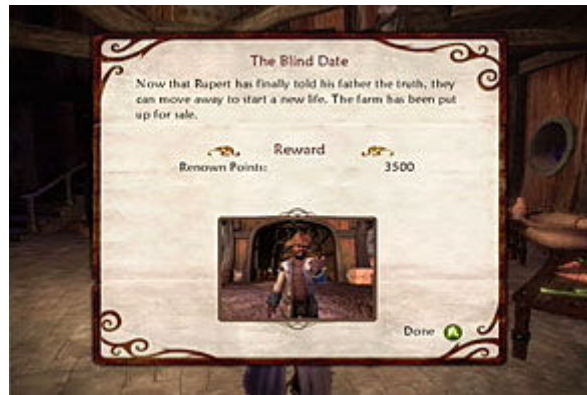 The Blind Date
Now that Rupert has finally told his father the truth, they
can move away to start a new life. The farm has been put
up for sale.
Reward
Renown Points: 3500
Done A